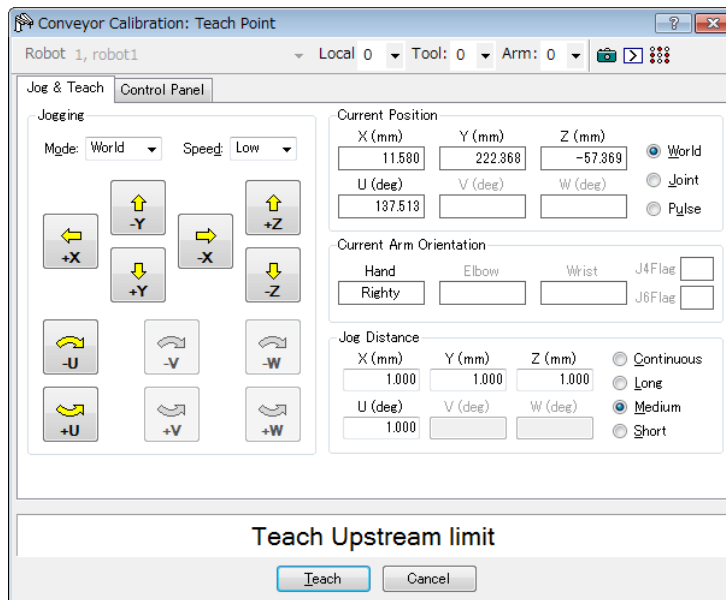 Conveyor Calibration: Teach Point
Robot 1, robot1 Local 0 Tool: 0 Arm: 0
Jog & Teach Control Panel
Jogging
Mode: World Speed: Low
-Y +Z
+X -X
+Y -Z
-U -V -W
+U +V +W
Current Position
X (mm) Y (mm) Z (mm)
11.580 222.368 -57.369
U (deg) V (deg) W (deg)
137.513
World
Joint
Pulse
Current Arm Orientation
Hand Elbow Wrist J4Flag
Righty J6Flag
Jog Distance
X (mm) Y (mm) Z (mm)
1.000 1.000 1.000
U (deg) V (deg) W (deg)
1.000
Continuous
Long
Medium
Short
Teach Upstream limit
Teach Cancel